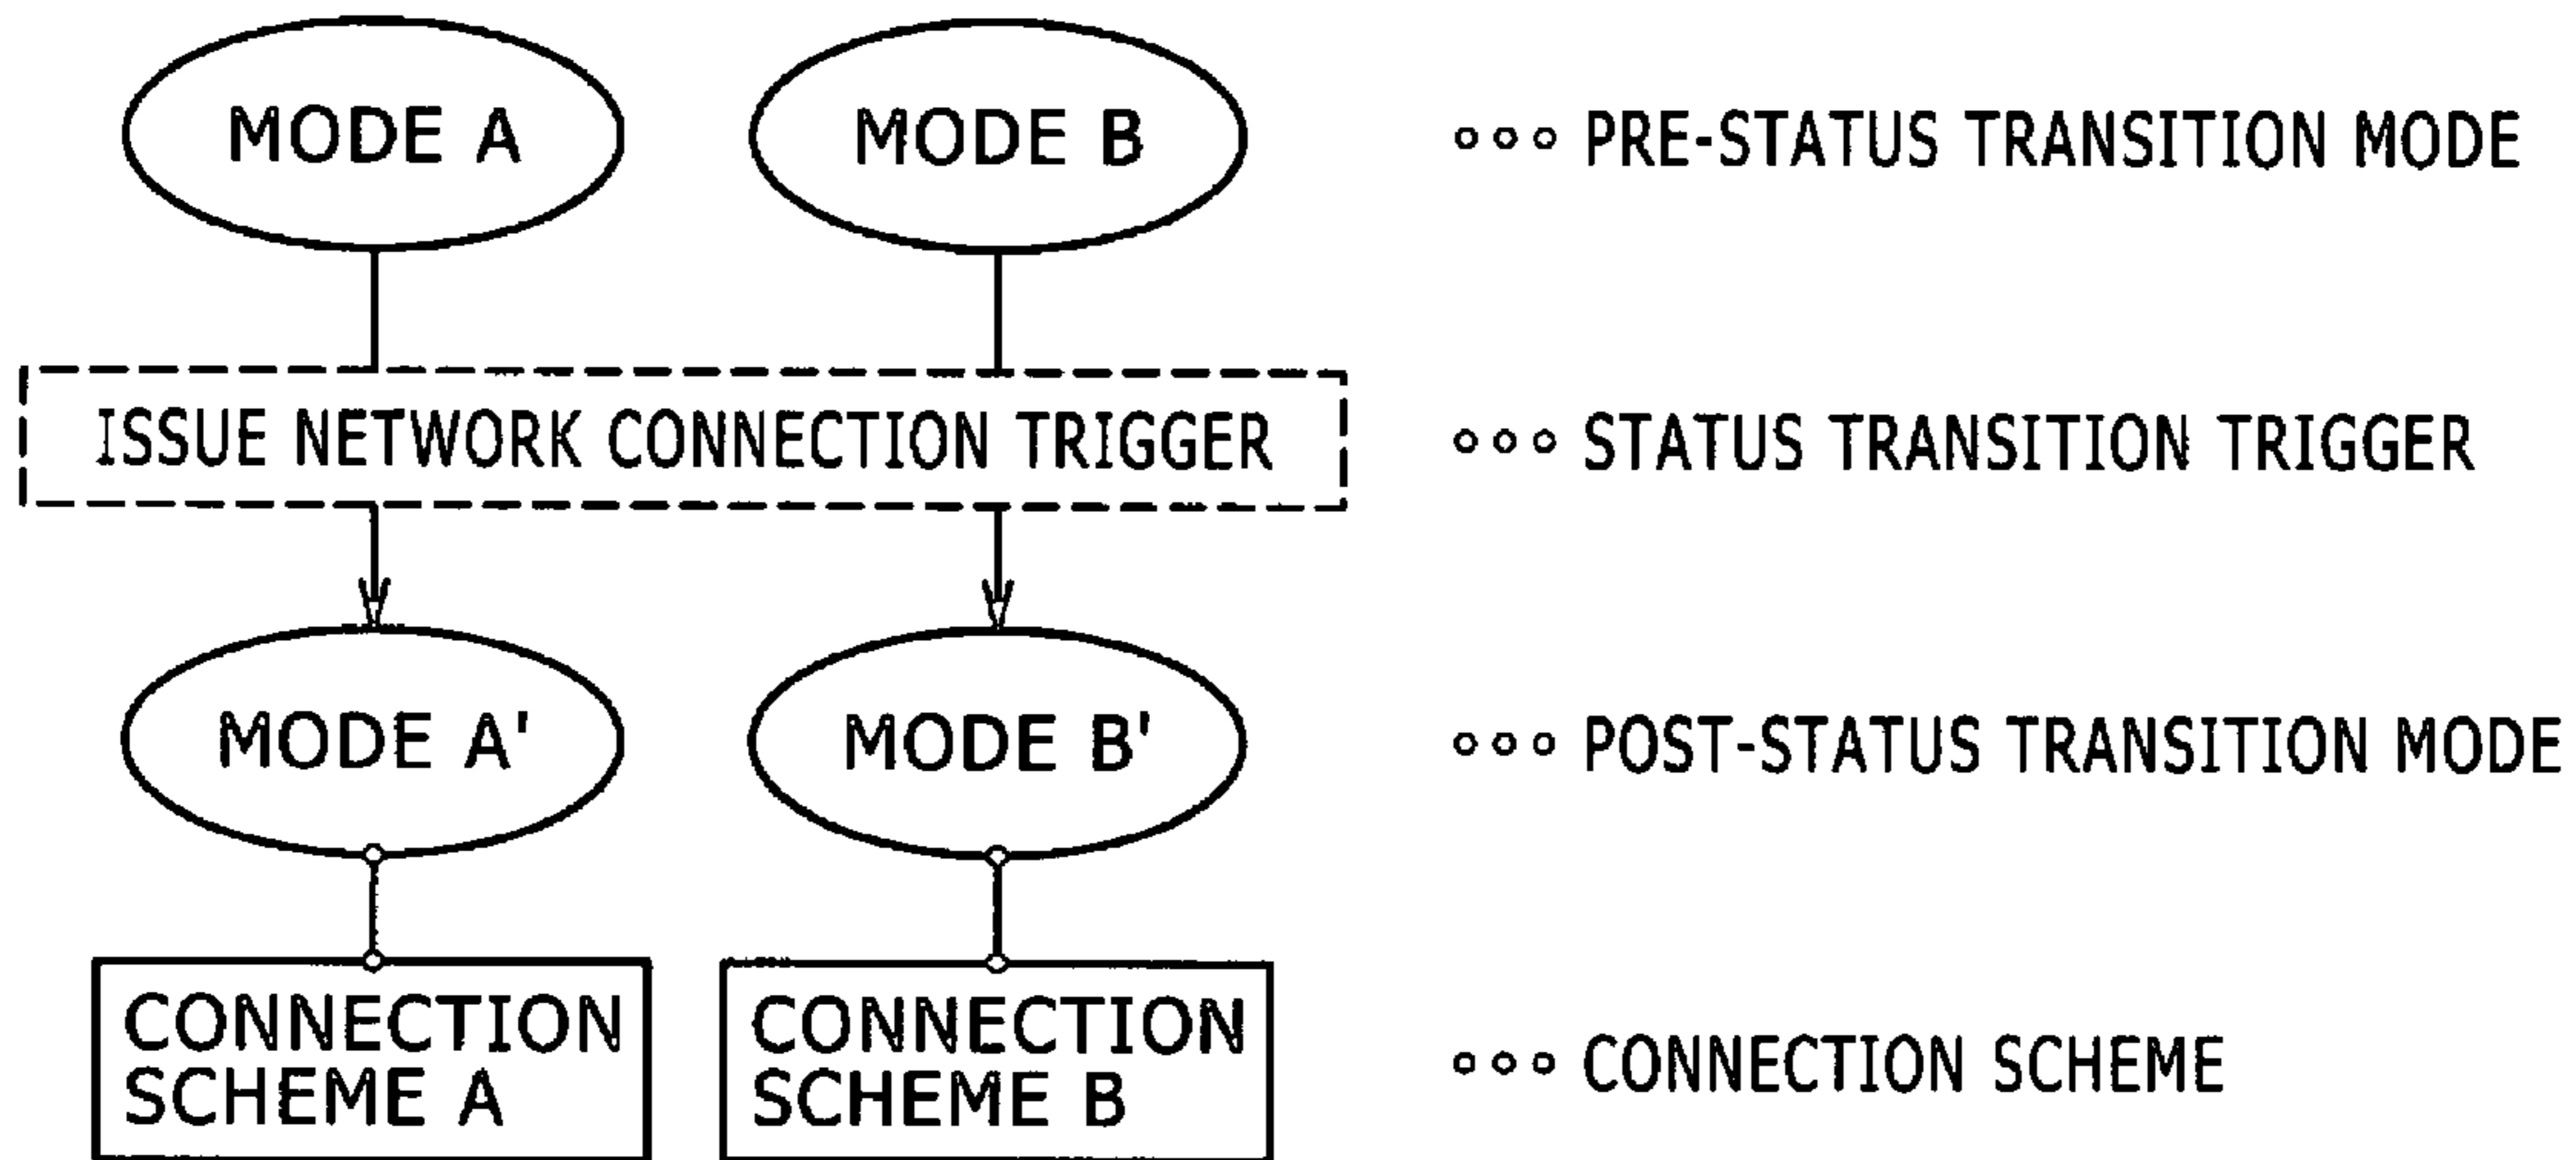 MODE A MODE B ∘∘∘ PRE-STATUS TRANSITION MODE
ISSUE NETWORK CONNECTION TRIGGER ∘∘∘ STATUS TRANSITION TRIGGER
MODE A' MODE B' ∘∘∘ POST-STATUS TRANSITION MODE
CONNECTION
SCHEME A
CONNECTION
SCHEME B
∘∘∘ CONNECTION SCHEME